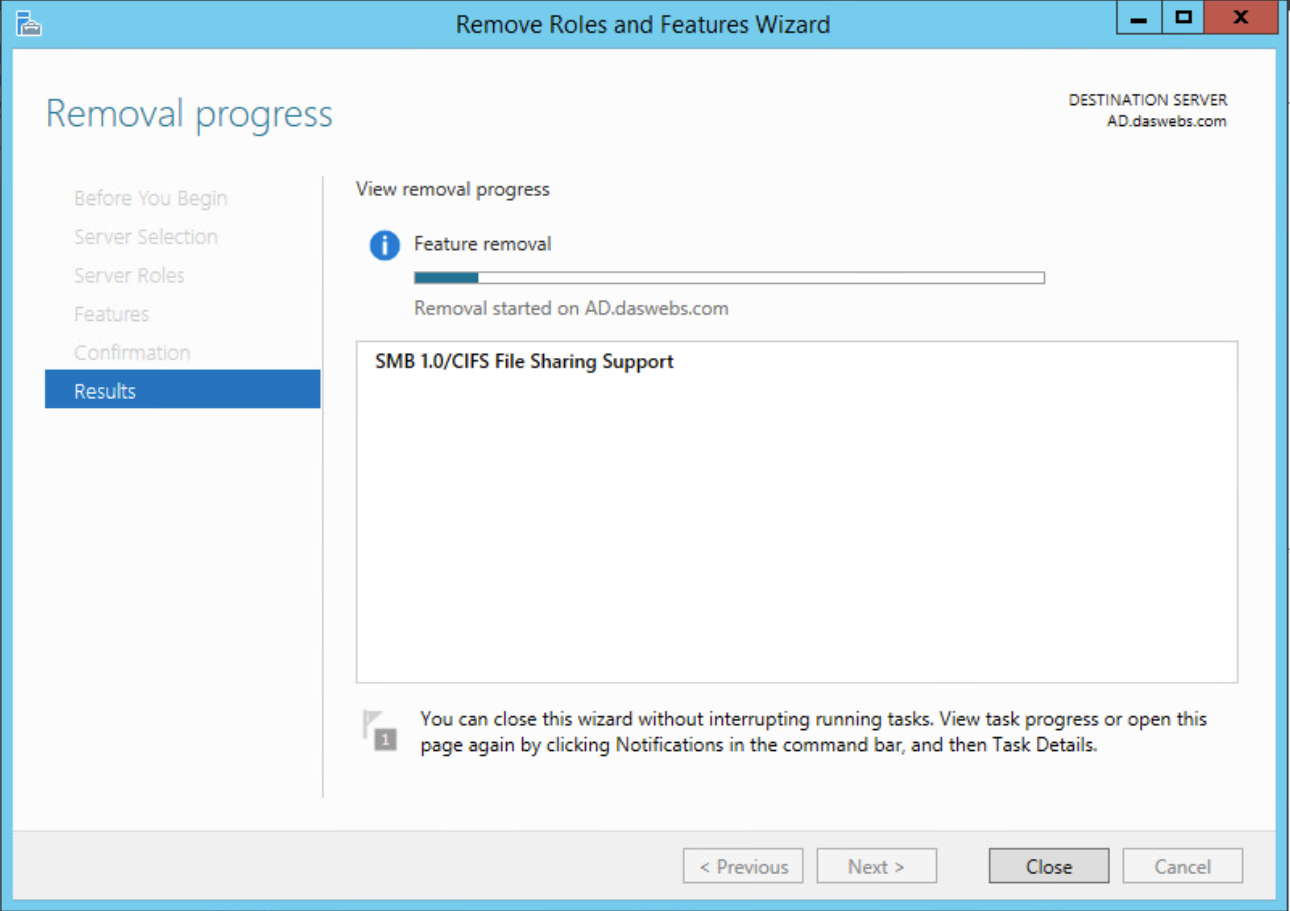 Remove Roles and Features Wizard
X
Removal progress
DESTINATION SERVER
AD.daswebs.com
Before You Begin
Server Selection
Server Roles
Features
Confirmation
Results
View removal progress
Feature removal
Removal started on AD.daswebs.com
SMB 1.0/CIFS File Sharing Support
1
You can close this wizard without interrupting running tasks. View task progress or open this
page again by clicking Notifications in the command bar, and then Task Details.
< Previous
Next >
Close
Cancel